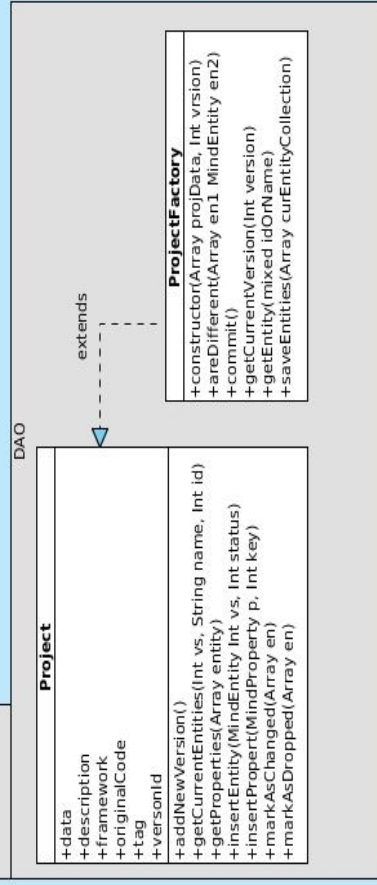 DAO
Project
+data
+description
+framework
+originalCode
+tag
+versonId
+addNewVersion()
+getCurrentEntities(Int vs, String name, Int id)
+getProperties(Array entity)
+insertEntity(MindEntity Int vs, Int status)
+insertPropert(MindProperty p, Int key)
+markAsChanged(Array en)
+markAsDropped(Array en)
extends
ProjectFactory
+constructor(Array projData, Int vrsion)
+areDifferent(Array en1 MindEntity en2)
+commit()
+getCurrentVersion(Int version)
+getEntity(mixed idOrName)
+saveEntities(Array curEntityCollection)